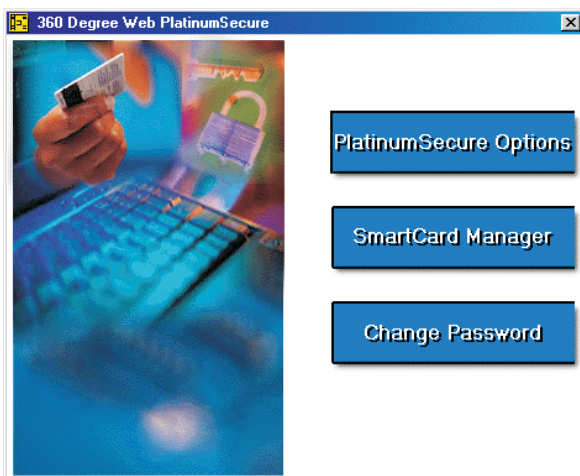 360 Degree Web PlatinumSecure
PlatinumSecure Options
SmartCard Manager
Change Password